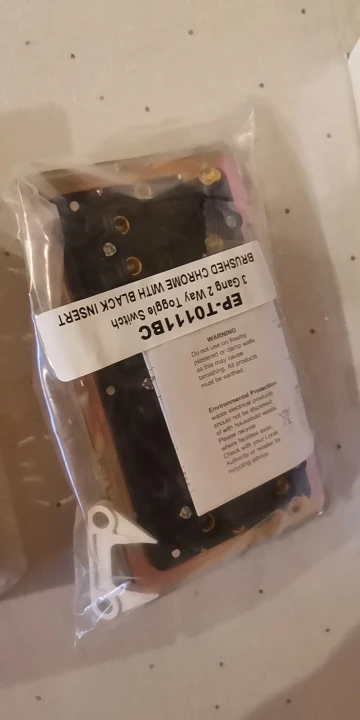 EP-T0111BC
3 Gang 2 Way Toggle Switch
BRUSHED CHROME WITH BLACK INSERT
WARNING
Do not use on freshly
plastered or damp walls
as this may cause
tarnishing. All products
must be earthed.
Environmental Protection
waste electrical products
should not be disposed
of with household waste.
Please recycle
where facilities exist.
Check with your Local
Authority or retailer for
recycling advice.